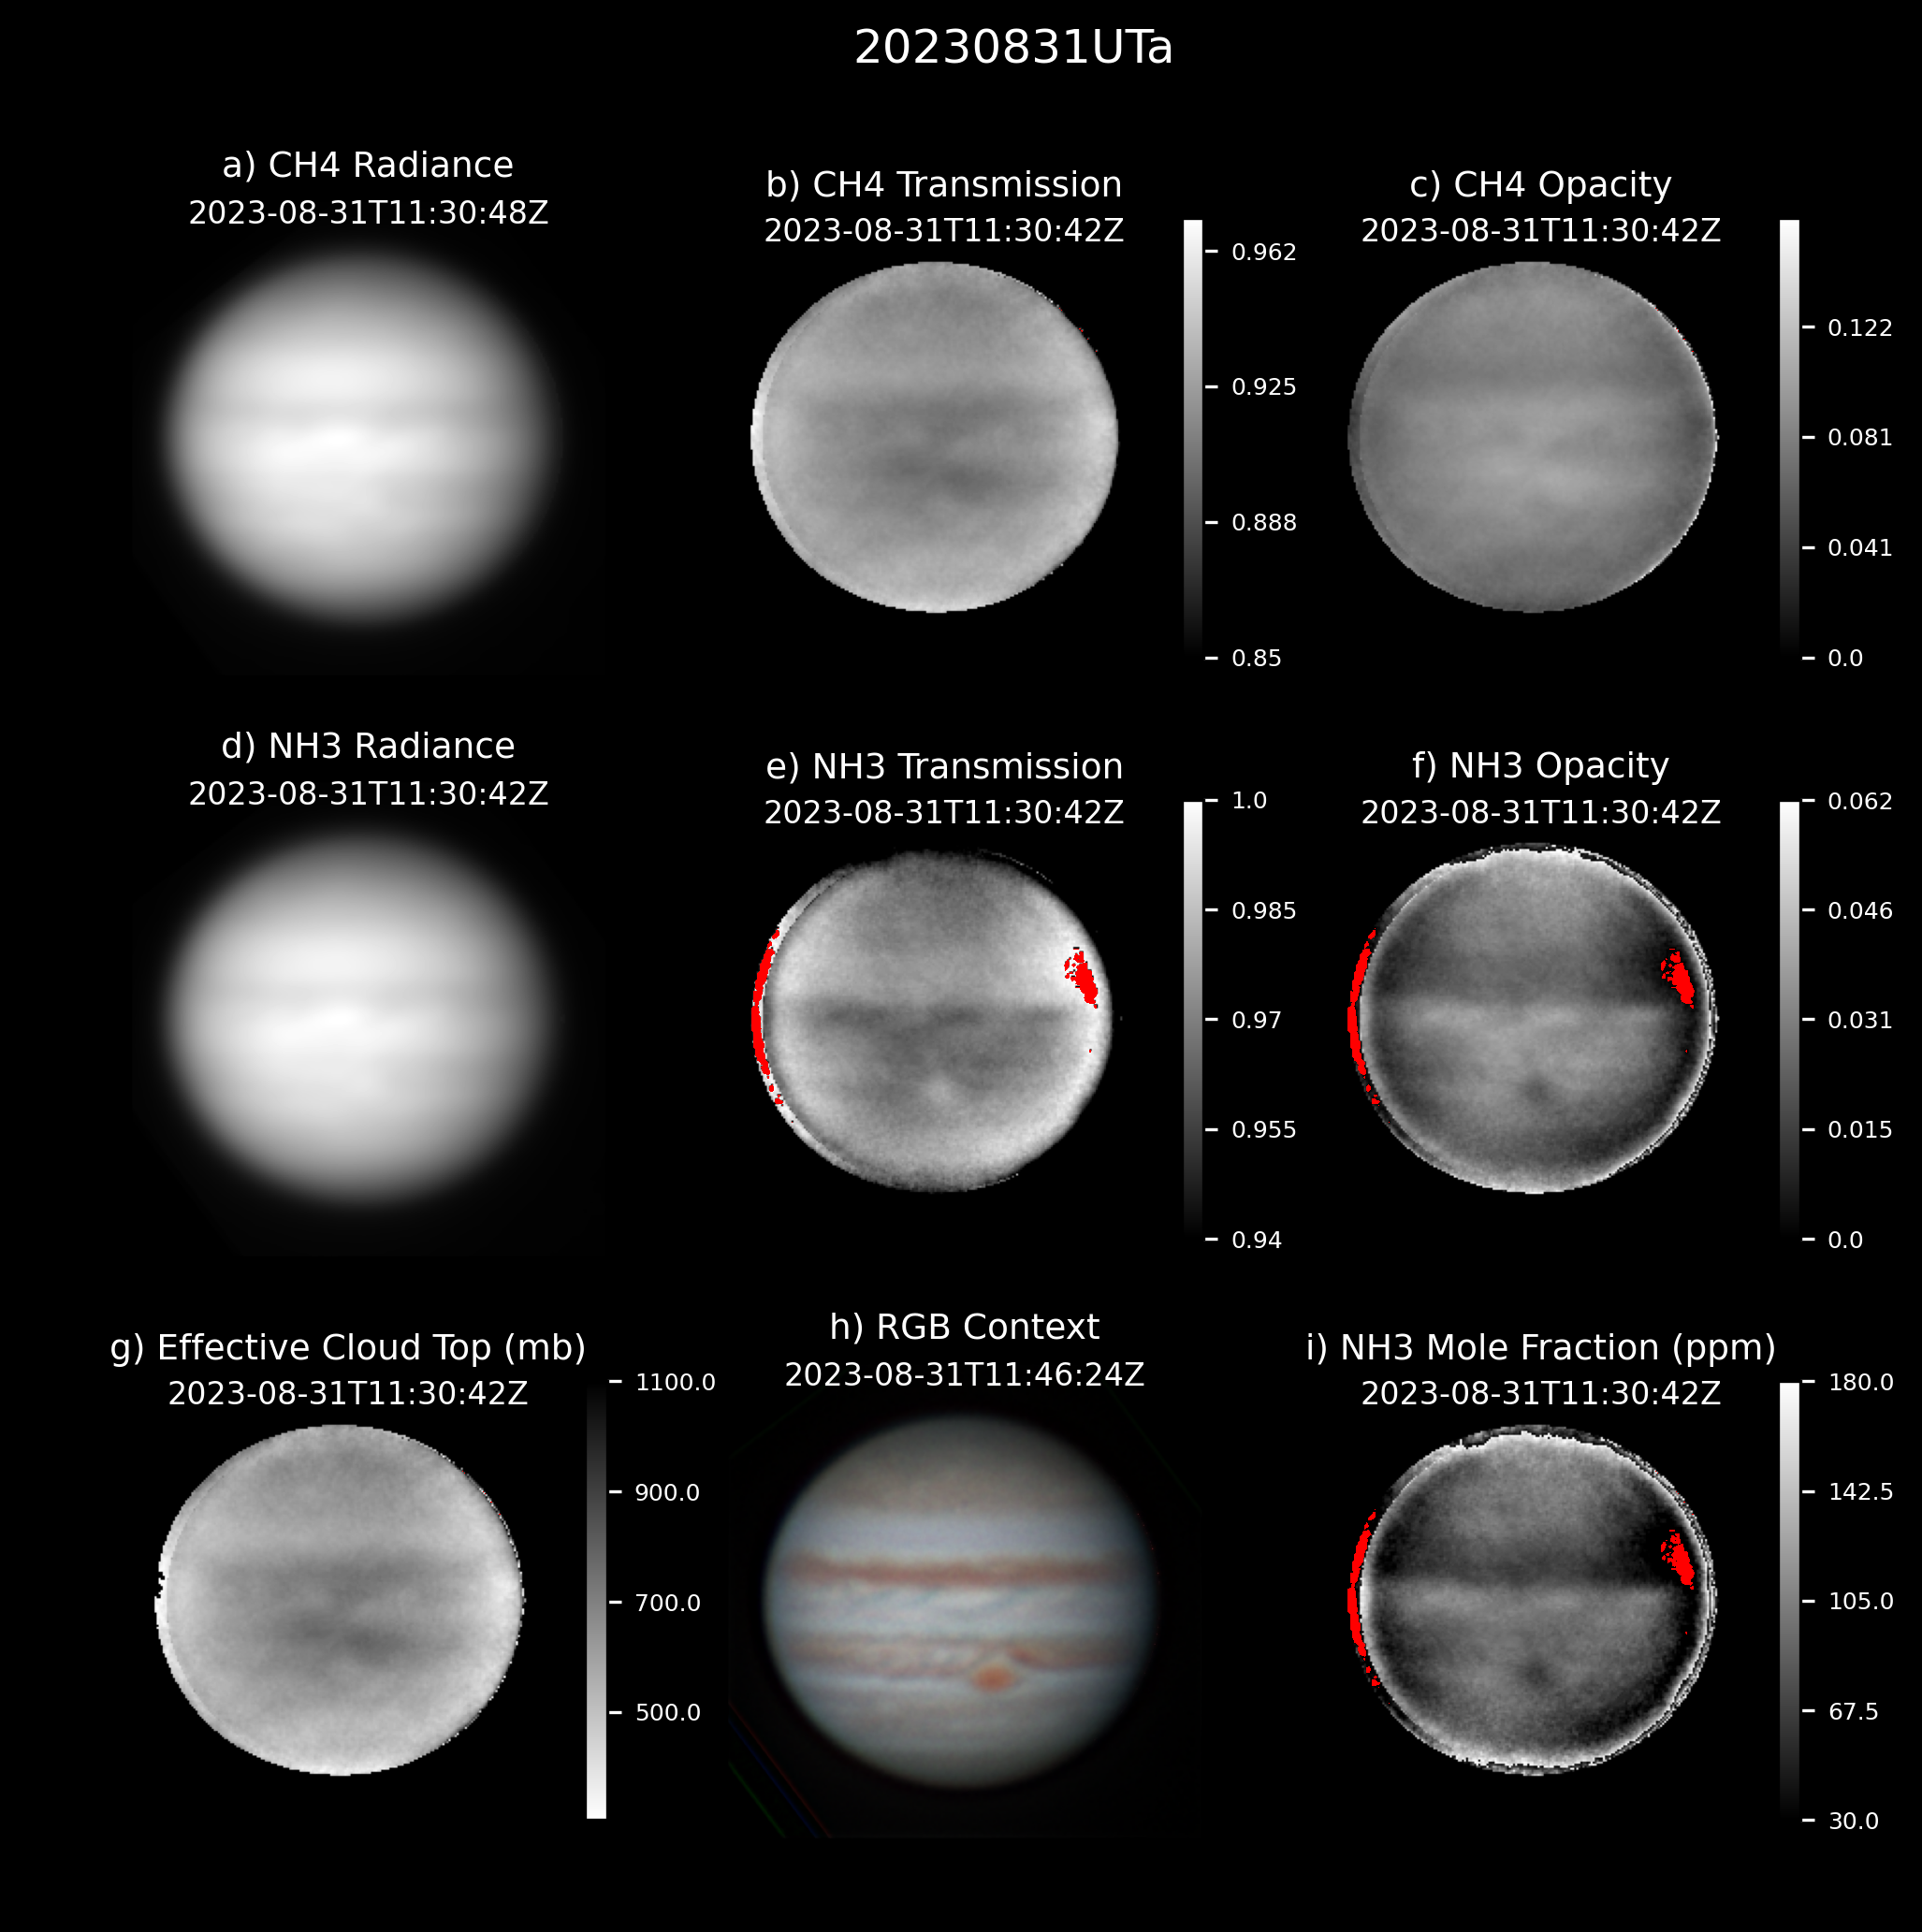 20230831UTa
a) CH4 Radiance
2023-08-31T11:30:48Z
b) CH4 Transmission
2023-08-31T11:30:42Z
0.962
0.925
0.888
0.85
c) CH4 Opacity
2023-08-31T11:30:42Z
0.122
0.081
0.041
0.0
d) NH3 Radiance
2023-08-31T11:30:42Z
e) NH3 Transmission
2023-08-31T11:30:42Z
1.0
0.985
0.97
0.955
0.94
f) NH3 Opacity
2023-08-31T11:30:42Z
0.062
0.046
0.031
0.015
0.0
g) Effective Cloud Top (mb)
2023-08-31T11:30:42Z
1100.0
900.0
700.0
500.0
h) RGB Context
2023-08-31T11:46:24Z
i) NH3 Mole Fraction (ppm)
2023-08-31T11:30:42Z
180.0
142.5
105.0
67.5
30.0